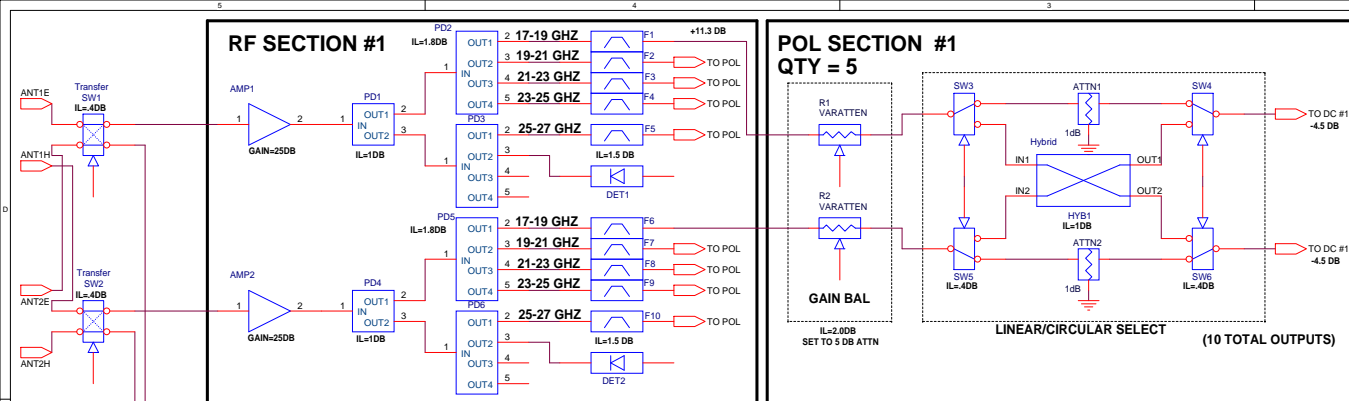 5
4
3
D
RF SECTION #1
POL SECTION #1
QTY = 5
ANT1E
Transfer
SW1
IL=.4DB
ANT1H
ANT2E
Transfer
SW2
IL=.4DB
ANT2H
AMP1
1
2
GAIN=25DB
PD1
1
IN
OUT1
OUT2
2
3
IL=1DB
PD2
IL=1.8DB
1
IN
OUT1
OUT2
OUT3
OUT4
2 17-19 GHZ
F1
+11.3 DB
3 19-21 GHZ
F2
TO POL
4 21-23 GHZ
F3
TO POL
5 23-25 GHZ
F4
TO POL
PD3
1
IN
OUT1
OUT2
OUT3
OUT4
2 25-27 GHZ
F5
TO POL
IL=1.5 DB
3
4
5
DET1
AMP2
1
2
GAIN=25DB
PD4
1
IN
OUT1
OUT2
2
3
IL=1DB
PD5
IL=1.8DB
1
IN
OUT1
OUT2
OUT3
OUT4
2 17-19 GHZ
F6
3 19-21 GHZ
F7
TO POL
4 21-23 GHZ
F8
TO POL
5 23-25 GHZ
F9
TO POL
PD6
1
IN
OUT1
OUT2
OUT3
OUT4
2 25-27 GHZ
F10
TO POL
IL=1.5 DB
3
4
5
DET2
R1
VARATTEN
R2
VARATTEN
GAIN BAL
IL=2.0DB
SET TO 5 DB ATTN
SW3
ATTN1
1dB
SW4
TO DC #1
-4.5 DB
Hybrid
IN1
IN2
OUT1
OUT2
HYB1
IL=1DB
ATTN2
1dB
SW5
IL=.4DB
SW6
IL=.4DB
TO DC #1
-4.5 DB
LINEAR/CIRCULAR SELECT
(10 TOTAL OUTPUTS)